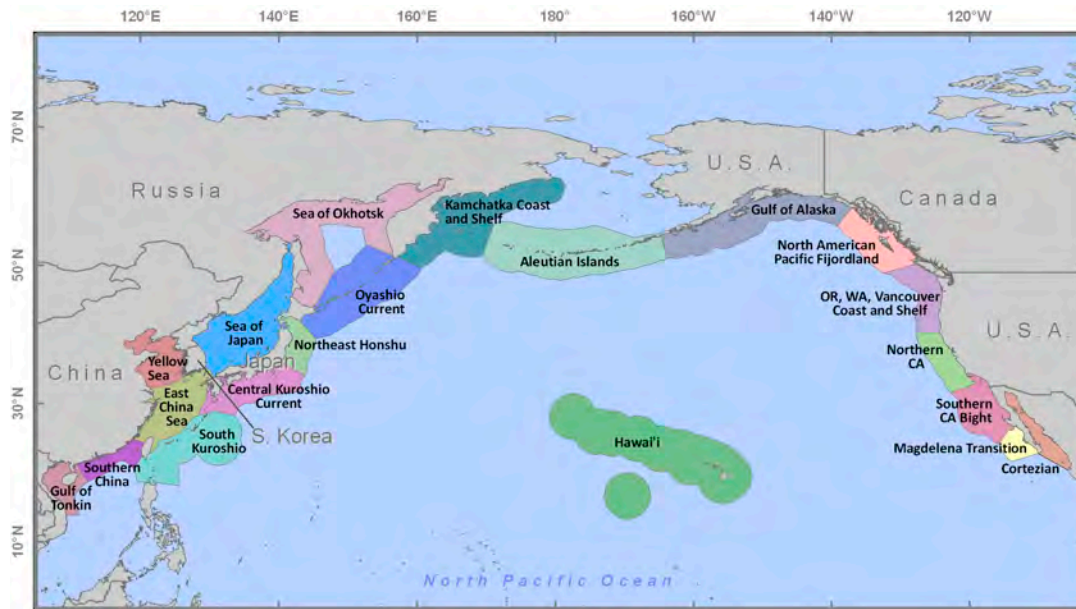 120°E 140°E 160°E 180° 160°W 140°W 120°W
70°N
50°N
30°N
10°N
Russia
U.S.A.
Canada
Sea of Okhotsk
Kamchatka Coast
and Shelf
Gulf of Alaska
Aleutian Islands
North American
Pacific Fijordland
Oyashio
Current
OR, WA, Vancouver
Coast and Shelf
Sea of
Japan
U.S.A.
Northeast Honshu
Japan
Northern
CA
China
Yellow
Sea
Central Kuroshio
Current
East
China
Sea
Southern
CA Bight
S. Korea
South
Kuroshio
Hawai'i
Magdelena Transition
Southern
China
Cortezian
Gulf of
Tonkin
North Pacific Ocean